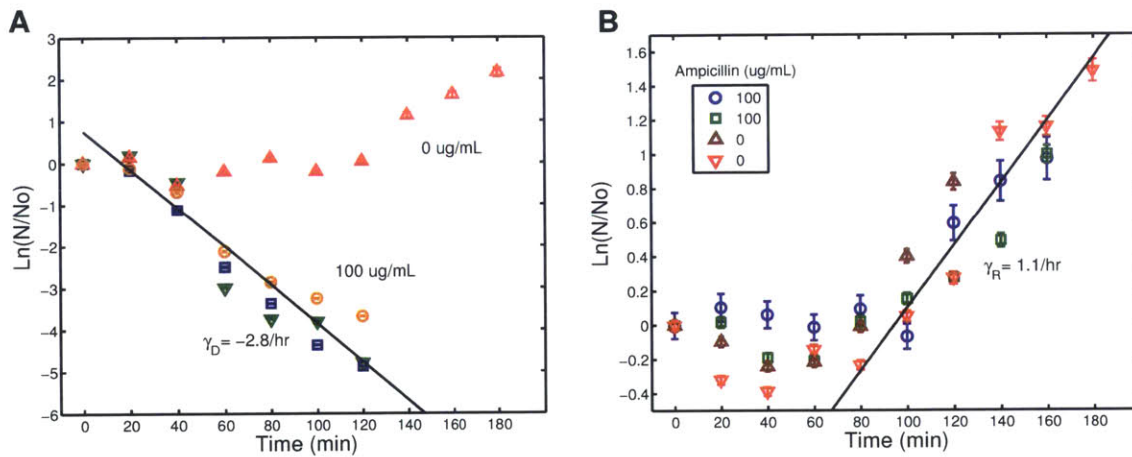 A
3
2
1
0
−1
−2
−3
−4
−5
−6
Ln(N/No)
0 ug/mL
100 ug/mL
γD= −2.8/hr
0 20 40 60 80 100 120 140 160 180
Time (min)
B
1.6
1.4
1.2
1.0
0.8
0.6
0.4
0.2
0
−0.2
−0.4
Ln(N/No)
Ampicillin (ug/mL)
100
100
0
0
γR= 1.1/hr
0 20 40 60 80 100 120 140 160 180
Time (min)